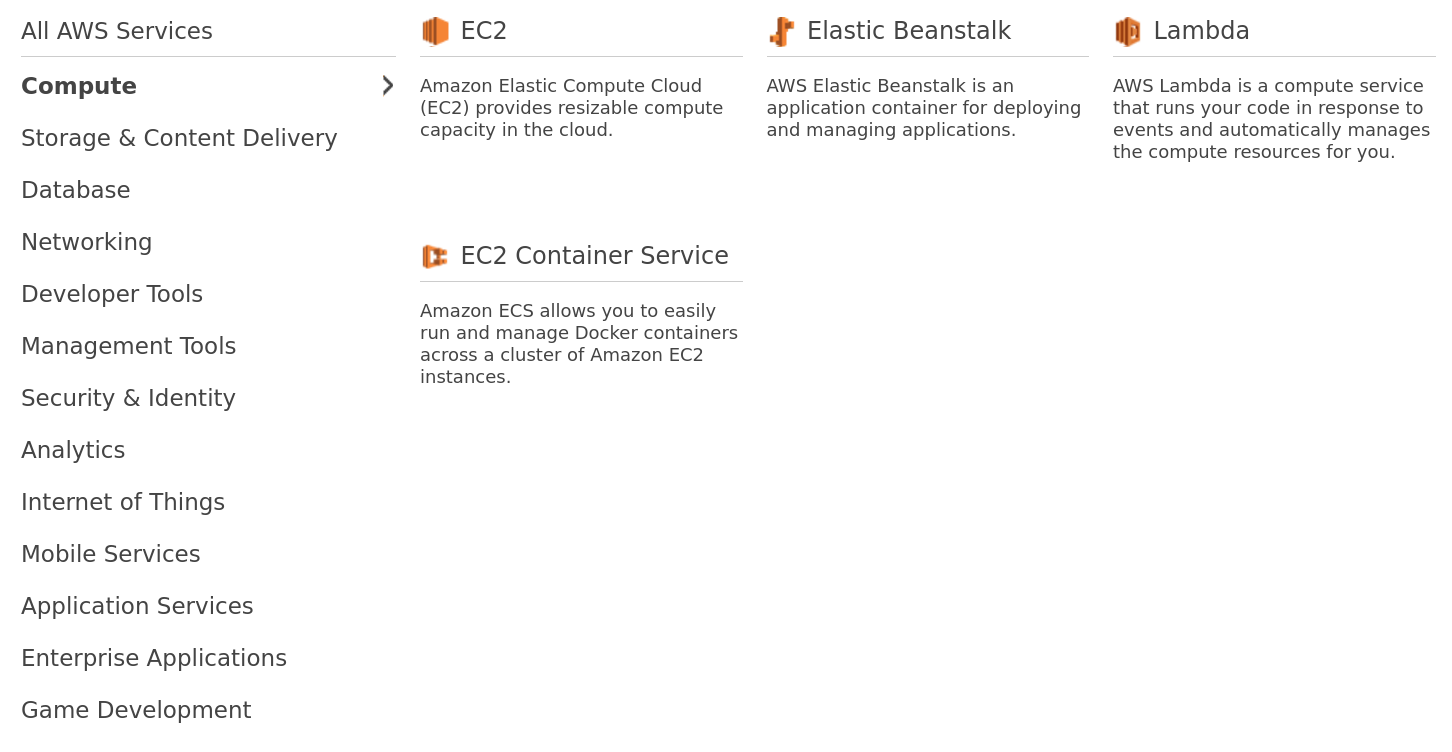 All AWS Services
Compute
Storage & Content Delivery
Database
Networking
Developer Tools
Management Tools
Security & Identity
Analytics
Internet of Things
Mobile Services
Application Services
Enterprise Applications
Game Development
EC2
Amazon Elastic Compute Cloud
(EC2) provides resizable compute
capacity in the cloud.
Elastic Beanstalk
AWS Elastic Beanstalk is an
application container for deploying
and managing applications.
Lambda
AWS Lambda is a compute service
that runs your code in response to
events and automatically manages
the compute resources for you.
EC2 Container Service
Amazon ECS allows you to easily
run and manage Docker containers
across a cluster of Amazon EC2
instances.